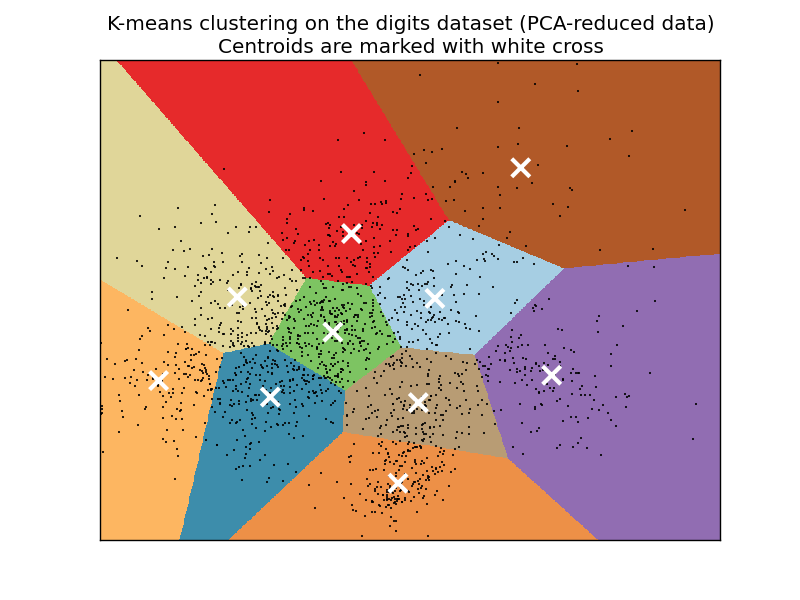 K-means clustering on the digits dataset (PCA-reduced data)
Centroids are marked with white cross